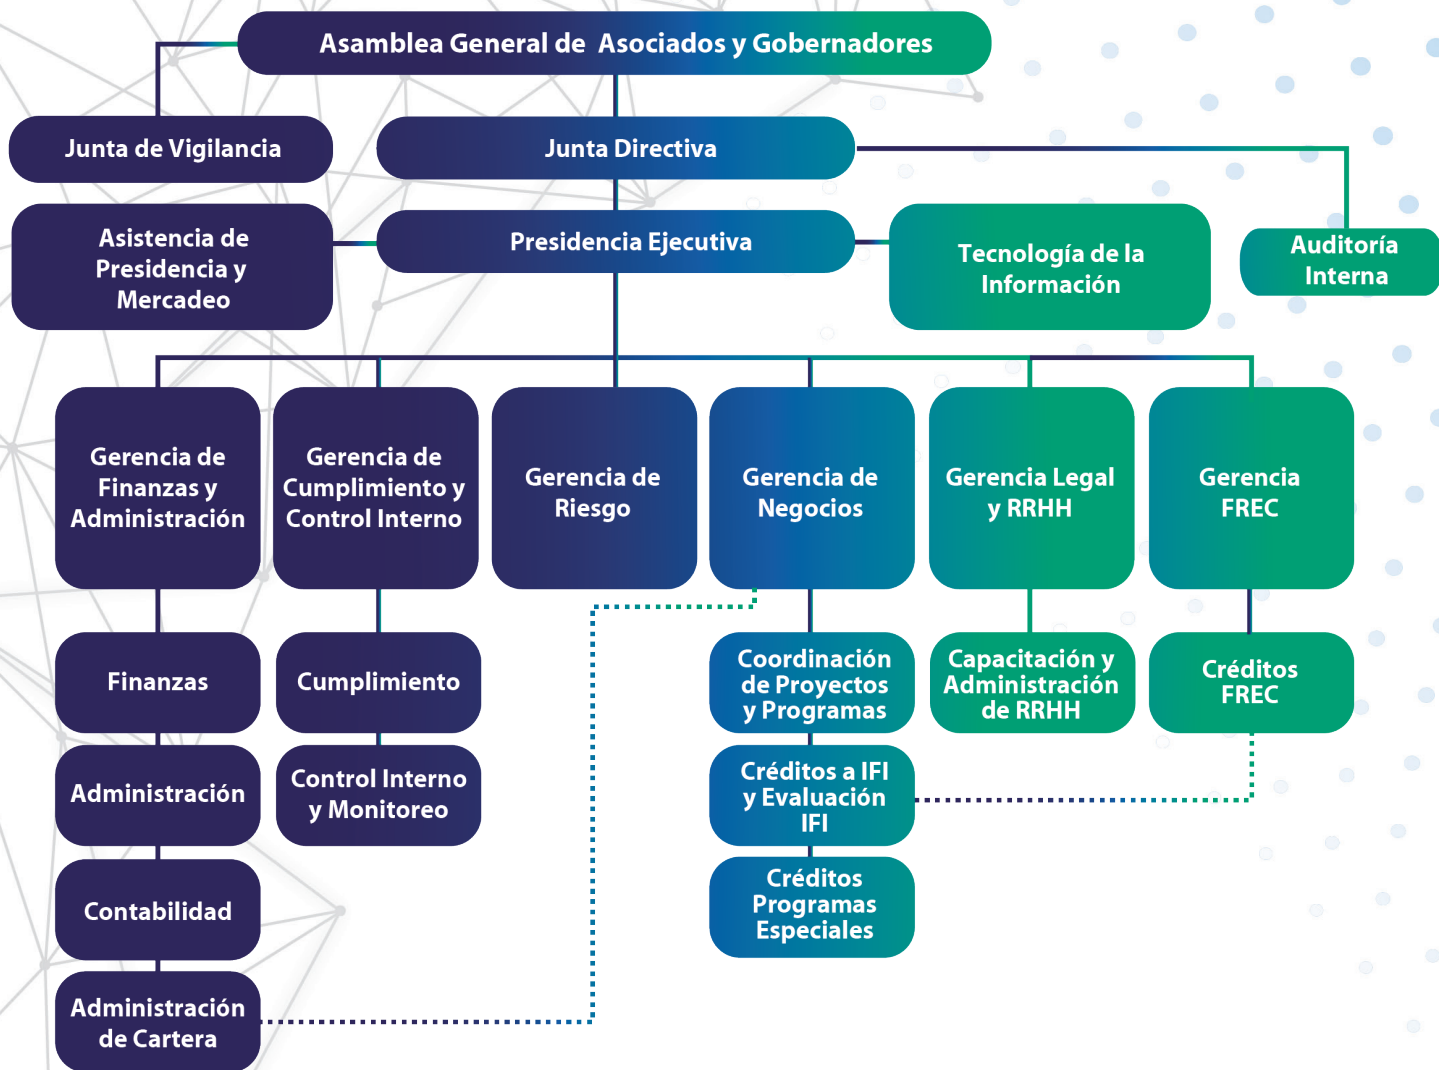 Asamblea General de Asociados y Gobernadores
Junta de Vigilancia
Junta Directiva
Asistencia de
Presidencia y
Mercadeo
Presidencia Ejecutiva
Tecnología de la
Información
Auditoría
Interna
Gerencia de
Finanzas y
Administración
Gerencia de
Cumplimiento y
Control Interno
Gerencia de
Riesgo
Gerencia de
Negocios
Gerencia Legal
y RRHH
Gerencia
FREC
Finanzas
Cumplimiento
Coordinación
de Proyectos
y Programas
Capacitación y
Administración
de RRHH
Créditos
FREC
Administración
Control Interno
y Monitoreo
Créditos a IFI
y Evaluación
IFI
Contabilidad
Créditos
Programas
Especiales
Administración
de Cartera